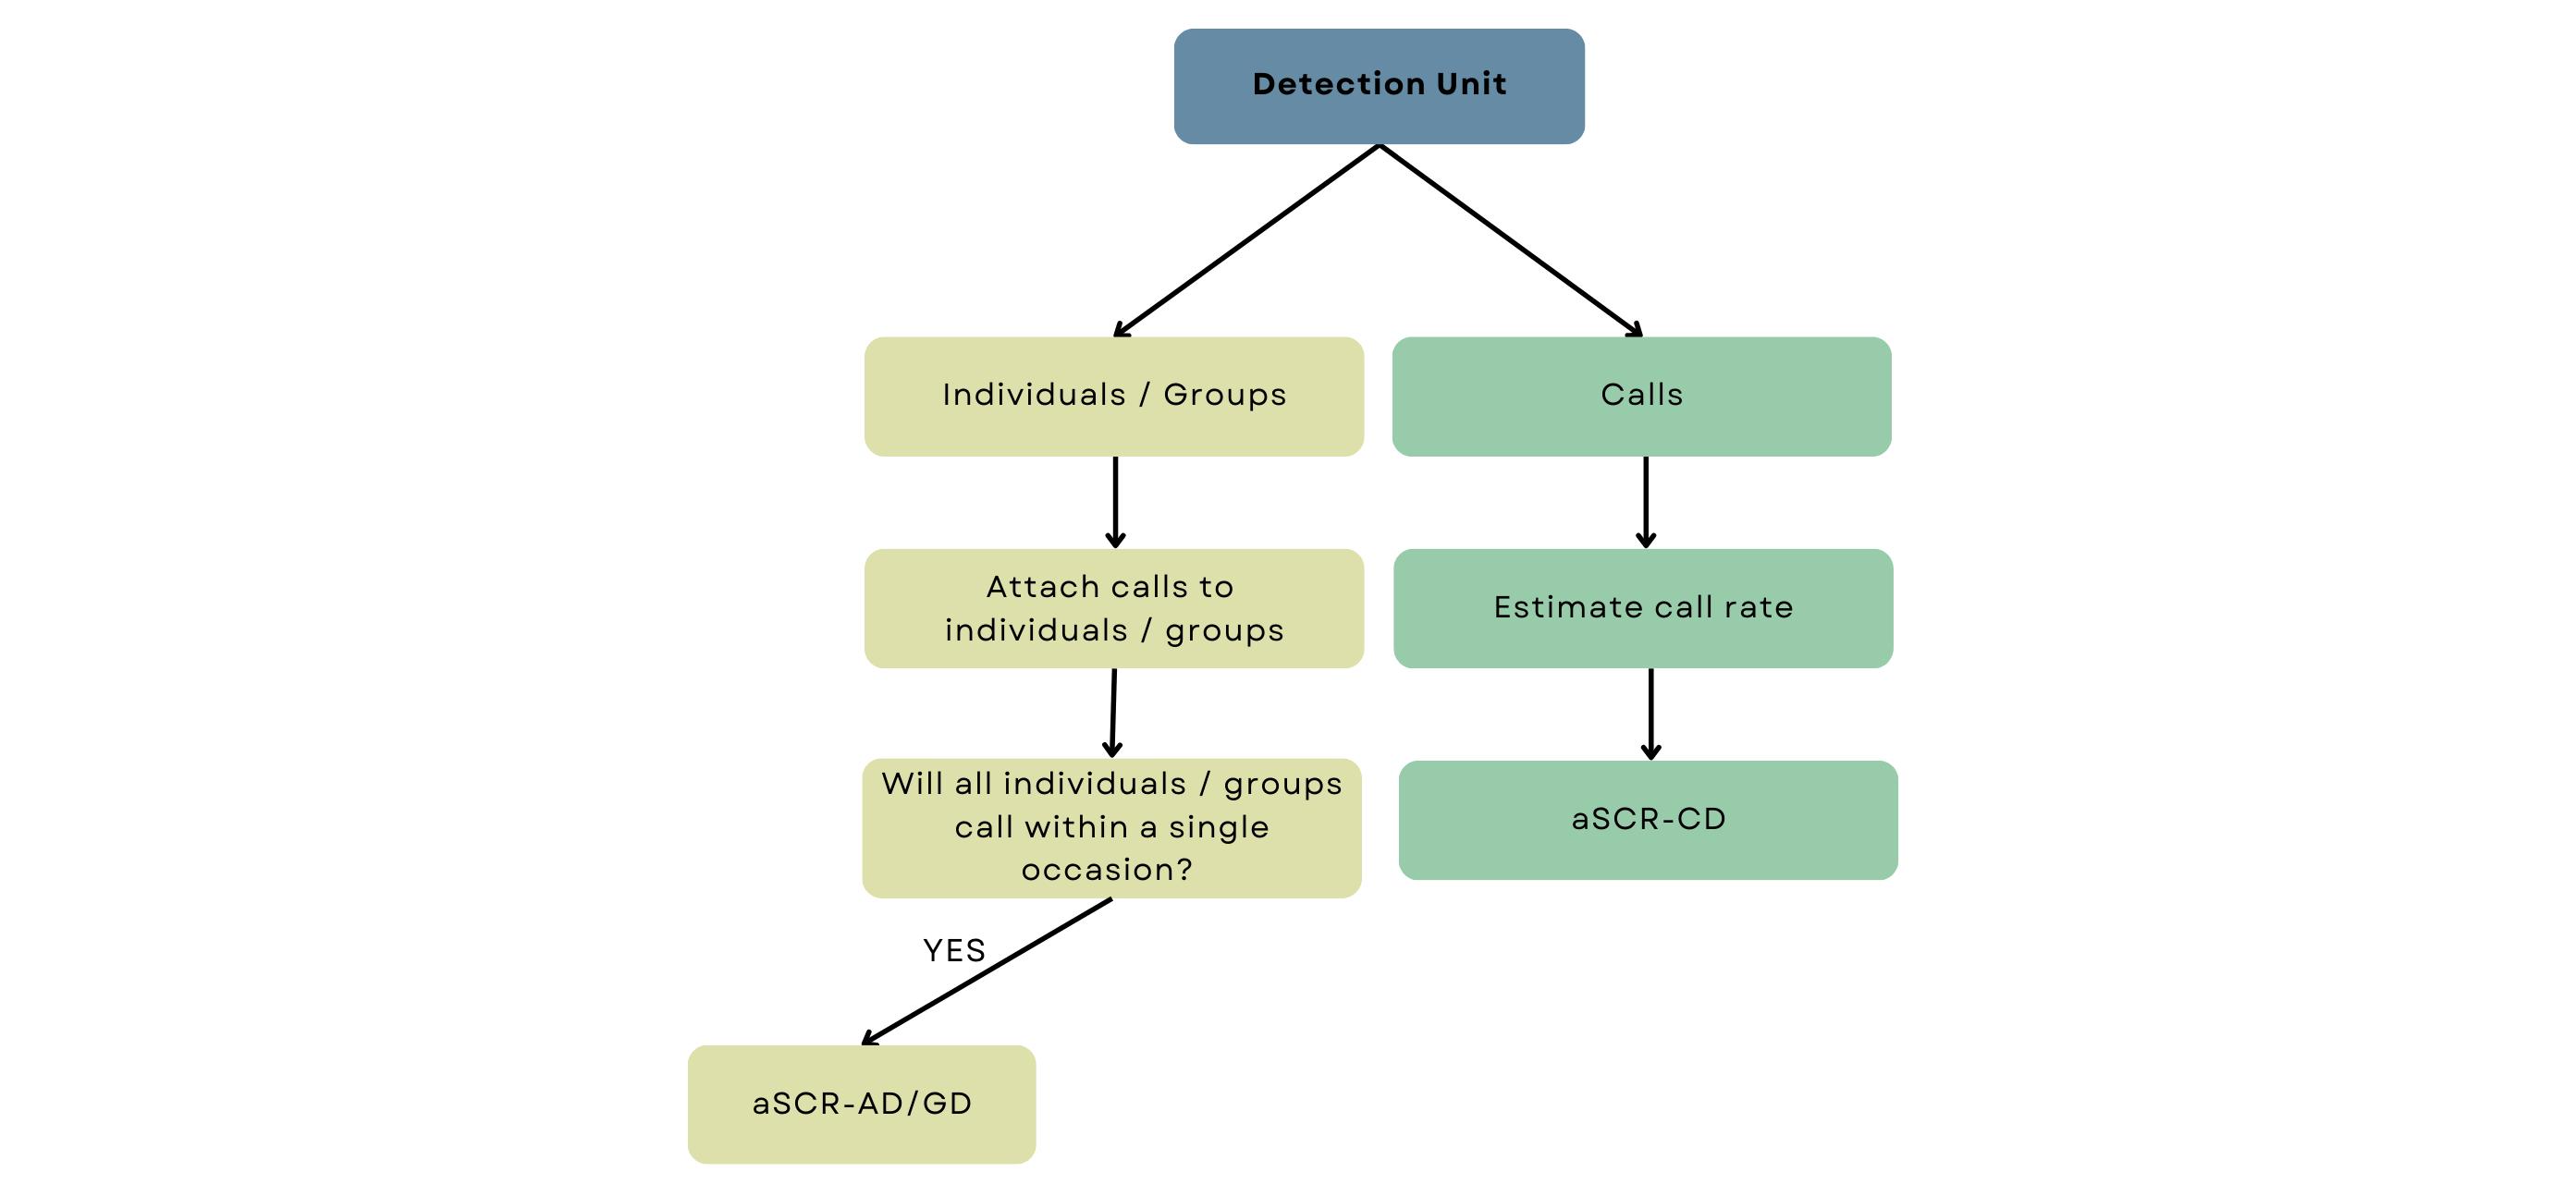 Detection Unit
Individuals / Groups
Calls
Attach calls to
individuals / groups
Estimate call rate
Will all individuals / groups
call within a single
occasion?
aSCR-CD
YES
aSCR-AD/GD